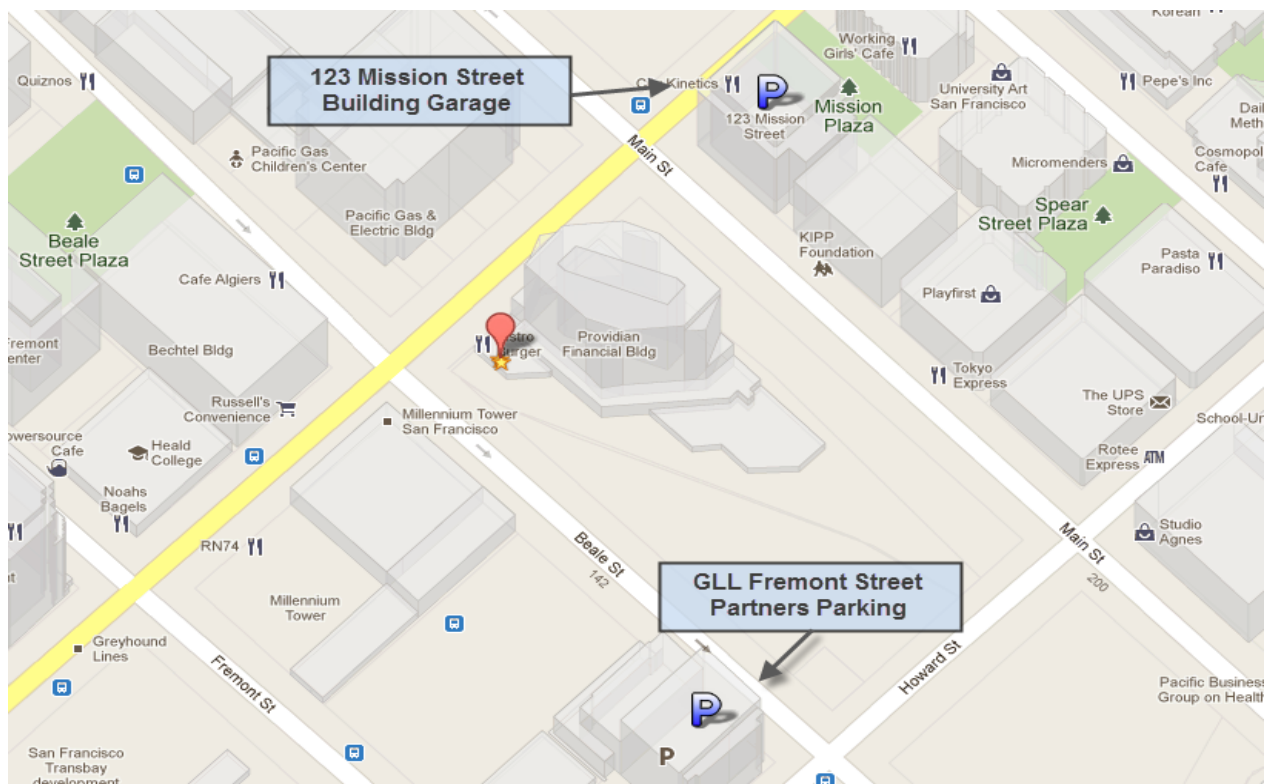 Korean
Working
Girls' Cafe
Quiznos
123 Mission Street
Building Garage
Kinetics
University Art
San Francisco
Pepe's Inc
Mission
Plaza
123 Mission
Street
Main St
Pacific Gas
Children's Center
Micromenders
Cafe
Pacific Gas &
Electric Bldg
Spear
Street Plaza
Beale
Street Plaza
KIPP
Foundation
Pasta
Paradiso
Cafe Algiers
Playfirst
Providian
Financial Bldg
Bechtel Bldg
Tokyo
Express
The UPS
Store
Russell's
Convenience
Millennium Tower
San Francisco
Cafe
Heald
College
Rotee
Express
ATM
Noahs
Bagels
Main St
200
Studio
Agnes
RN74
Beale St
142
GLL Fremont Street
Partners Parking
Millennium
Tower
Greyhound
Lines
Howard St
Fremont St
Pacific Business
Group on Health
P
P
P
San Francisco
Transbay
development